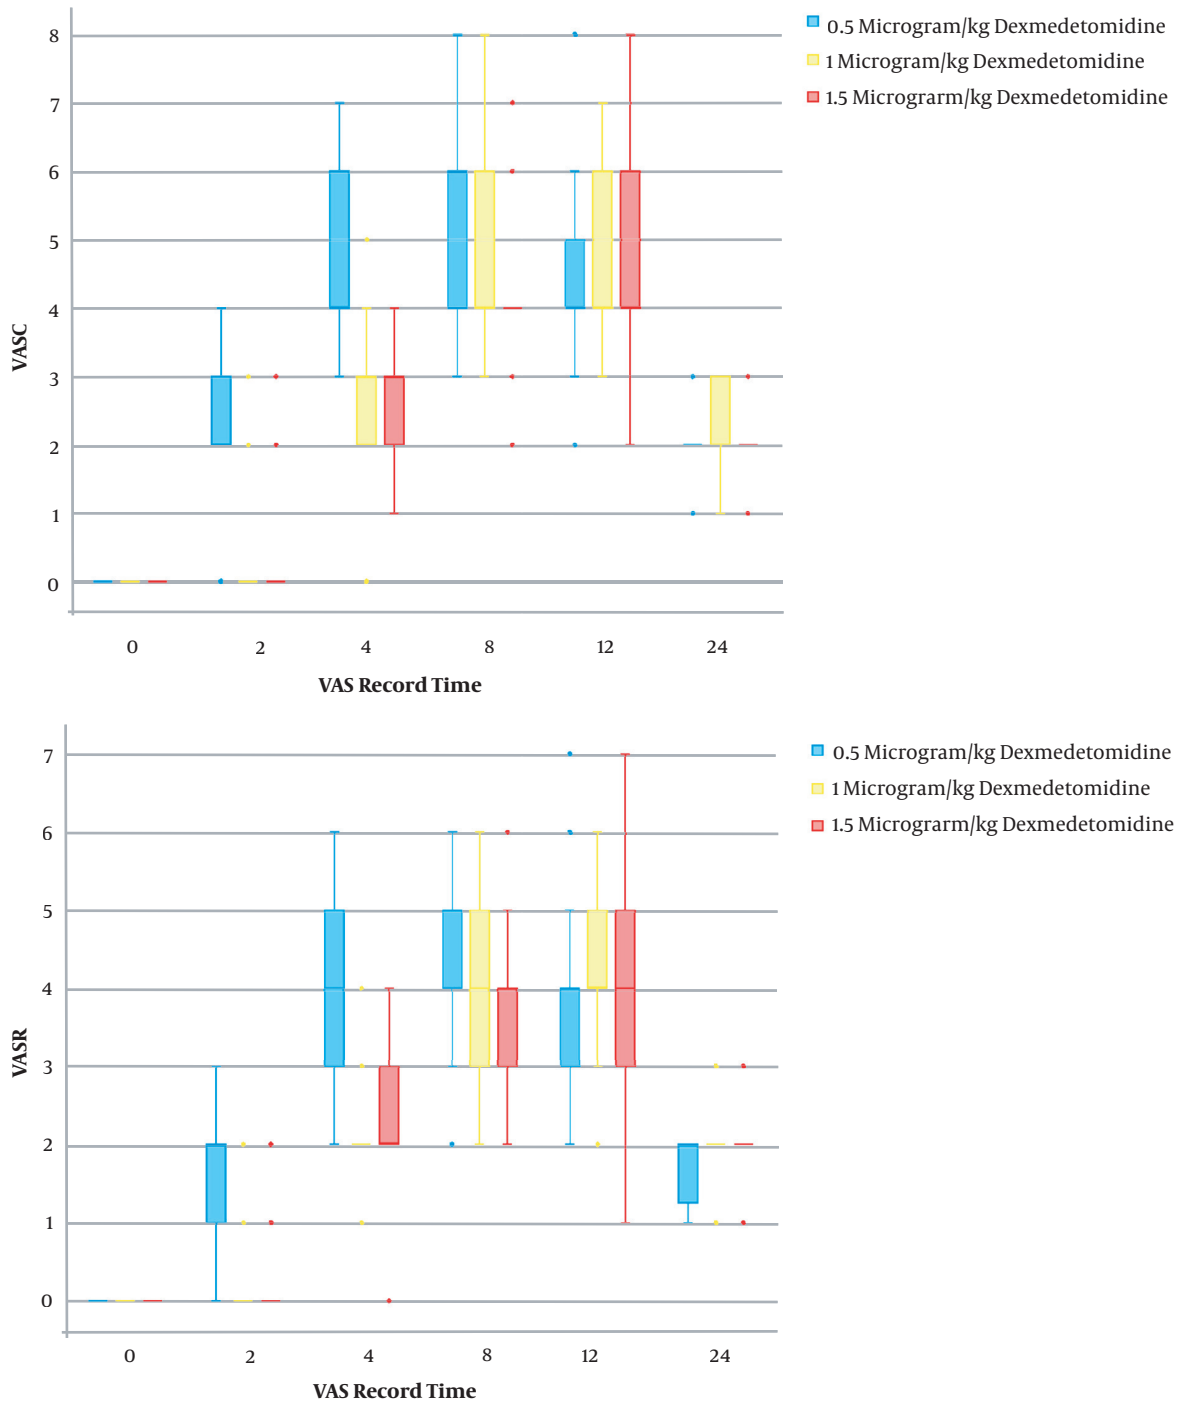 8
7
6
5
4
3
2
1
0
VASC
0 2 4 8 12 24
VAS Record Time
0.5 Microgram/kg Dexmedetomidine
1 Microgram/kg Dexmedetomidine
1.5 Micrograrm/kg Dexmedetomidine
7
6
5
4
3
2
1
0
VASR
0 2 4 8 12 24
VAS Record Time
0.5 Microgram/kg Dexmedetomidine
1 Microgram/kg Dexmedetomidine
1.5 Micrograrm/kg Dexmedetomidine